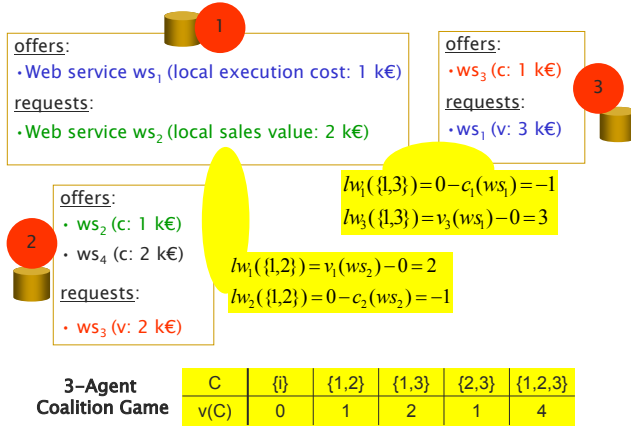 1
offers:
•Web service ws₁ (local execution cost: 1 k€)
requests:
•Web service ws₂ (local sales value: 2 k€)
3
offers:
•ws₃ (c: 1 k€)
requests:
•ws₁ (v: 3 k€)
lw₁({1,3})=0−c₁(ws₁)=−1
lw₃({1,3})=v₃(ws₁)−0=3
2
offers:
• ws₂ (c: 1 k€)
• ws₄ (c: 2 k€)
requests:
• ws₃ (v: 2 k€)
lw₁({1,2})=v₁(ws₂)−0=2
lw₂({1,2})=0−c₂(ws₂)=−1
3-Agent
Coalition Game
C {i} {1,2} {1,3} {2,3} {1,2,3}
v(C) 0 1 2 1 4